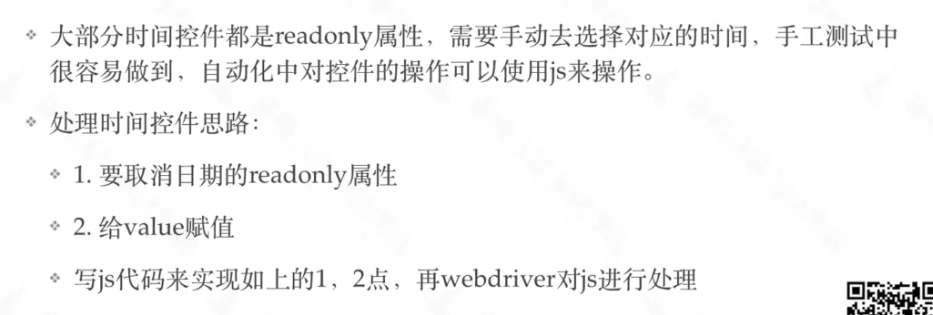 大部分时间控件都是readonly属性，需要手动去选择对应的时间，手工测试中
很容易做到，自动化中对控件的操作可以使用js来操作。
处理时间控件思路：
1. 要取消日期的readonly属性
2. 给value赋值
写js代码来实现如上的1，2点，再webdriver对js进行处理